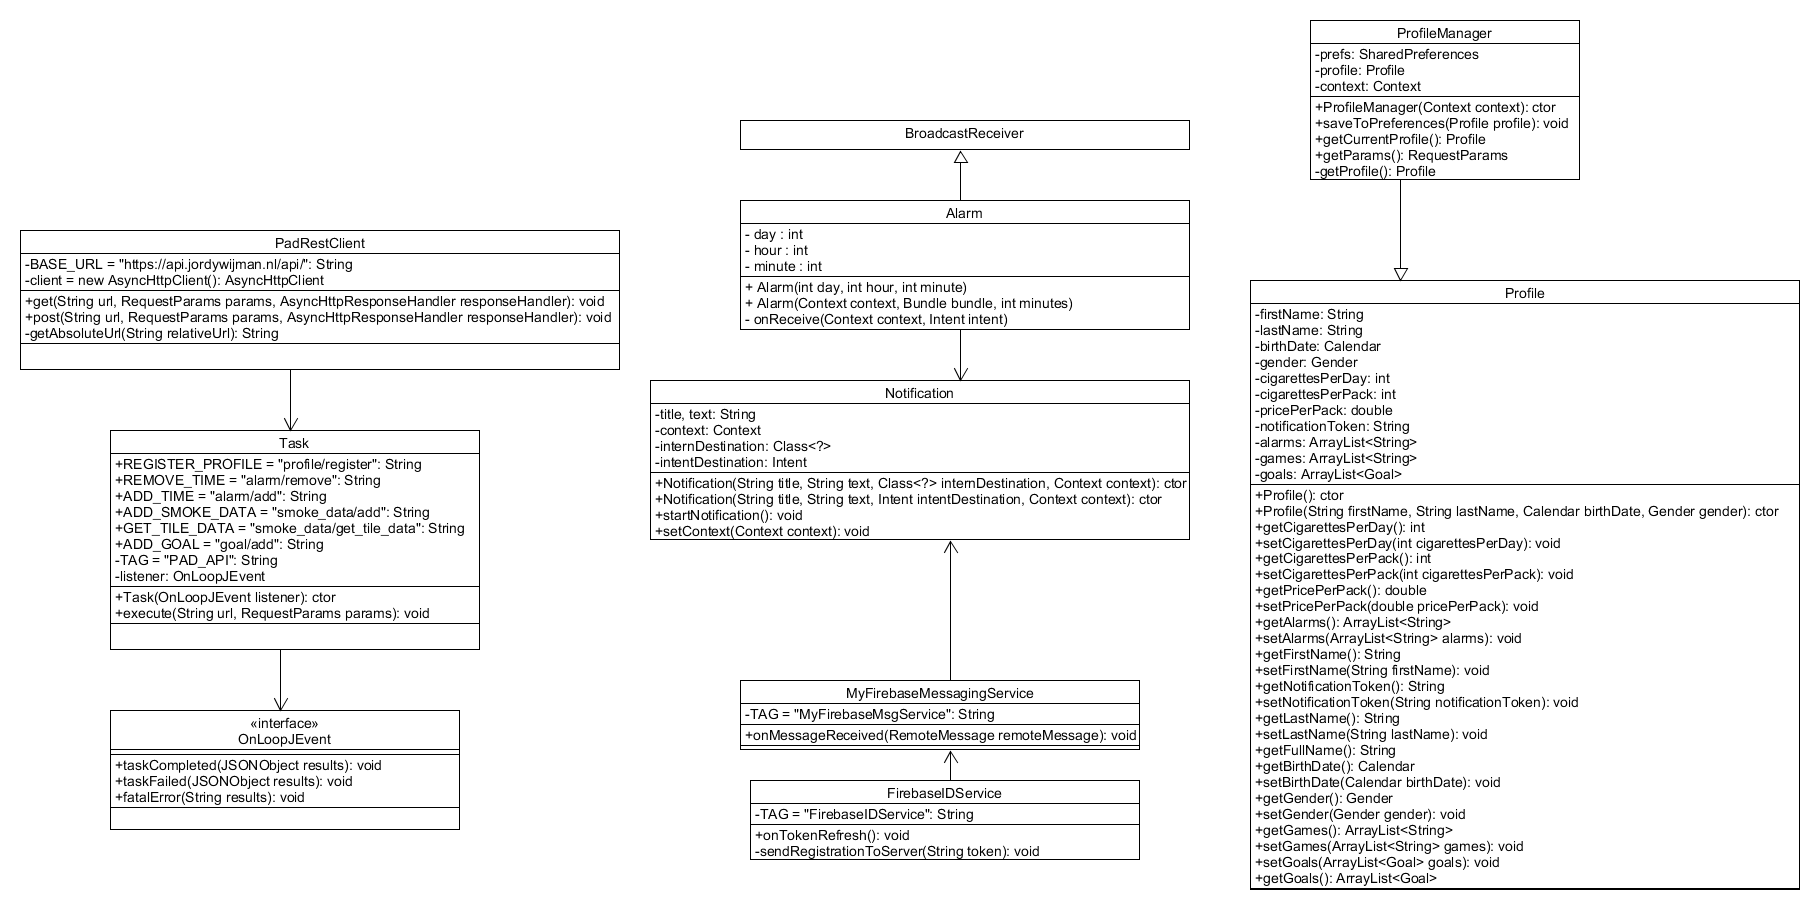 PadRestClient
-BASE_URL = "https://api.jordywijman.nl/api/": String
-client = new AsyncHttpClient(): AsyncHttpClient
+get(String url, RequestParams params, AsyncHttpResponseHandler responseHandler): void
+post(String url, RequestParams params, AsyncHttpResponseHandler responseHandler): void
-getAbsoluteUrl(String relativeUrl): String
Task
+REGISTER_PROFILE = "profile/register": String
+REMOVE_TIME = "alarm/remove": String
+ADD_TIME = "alarm/add": String
+ADD_SMOKE_DATA = "smoke_data/add": String
+GET_TILE_DATA = "smoke_data/get_tile_data": String
+ADD_GOAL = "goal/add": String
-TAG = "PAD_API": String
-listener: OnLoopJEvent
+Task(OnLoopJEvent listener): ctor
+execute(String url, RequestParams params): void
«interface»
OnLoopJEvent
+taskCompleted(JSONObject results): void
+taskFailed(JSONObject results): void
+fatalError(String results): void
BroadcastReceiver
Alarm
- day : int
- hour : int
- minute : int
+ Alarm(int day, int hour, int minute)
+ Alarm(Context context, Bundle bundle, int minutes)
- onReceive(Context context, Intent intent)
Notification
-title, text: String
-context: Context
-internDestination: Class<?>
-intentDestination: Intent
+Notification(String title, String text, Class<?> internDestination, Context context): ctor
+Notification(String title, String text, Intent intentDestination, Context context): ctor
+startNotification(): void
+setContext(Context context): void
MyFirebaseMessagingService
-TAG = "MyFirebaseMsgService": String
+onMessageReceived(RemoteMessage remoteMessage): void
FirebaseIDService
-TAG = "FirebaseIDService": String
+onTokenRefresh(): void
-sendRegistrationToServer(String token): void
ProfileManager
-prefs: SharedPreferences
-profile: Profile
-context: Context
+ProfileManager(Context context): ctor
+saveToPreferences(Profile profile): void
+getCurrentProfile(): Profile
+getParams(): RequestParams
-getProfile(): Profile
Profile
-firstName: String
-lastName: String
-birthDate: Calendar
-gender: Gender
-cigarettesPerDay: int
-cigarettesPerPack: int
-pricePerPack: double
-notificationToken: String
-alarms: ArrayList<String>
-games: ArrayList<String>
-goals: ArrayList<Goal>
+Profile(): ctor
+Profile(String firstName, String lastName, Calendar birthDate, Gender gender): ctor
+getCigarettesPerDay(): int
+setCigarettesPerDay(int cigarettesPerDay): void
+getCigarettesPerPack(): int
+setCigarettesPerPack(int cigarettesPerPack): void
+getPricePerPack(): double
+setPricePerPack(double pricePerPack): void
+getAlarms(): ArrayList<String>
+setAlarms(ArrayList<String> alarms): void
+getFirstName(): String
+setFirstName(String firstName): void
+getNotificationToken(): String
+setNotificationToken(String notificationToken): void
+getLastName(): String
+setLastName(String lastName): void
+getFullName(): String
+getBirthDate(): Calendar
+setBirthDate(Calendar birthDate): void
+getGender(): Gender
+setGender(Gender gender): void
+getGames(): ArrayList<String>
+setGames(ArrayList<String> games): void
+setGoals(ArrayList<Goal> goals): void
+getGoals(): ArrayList<Goal>